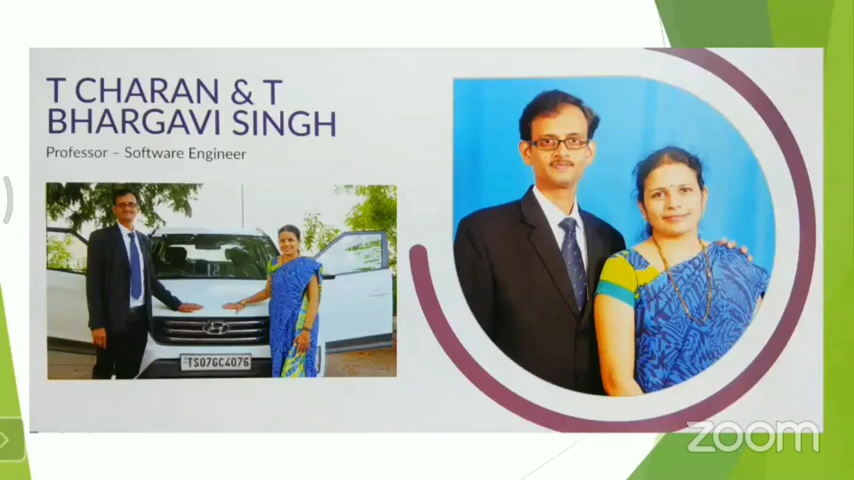 T CHARAN & T
BHARGAVI SINGH
Professor – Software Engineer
TS07GC4076
zoom